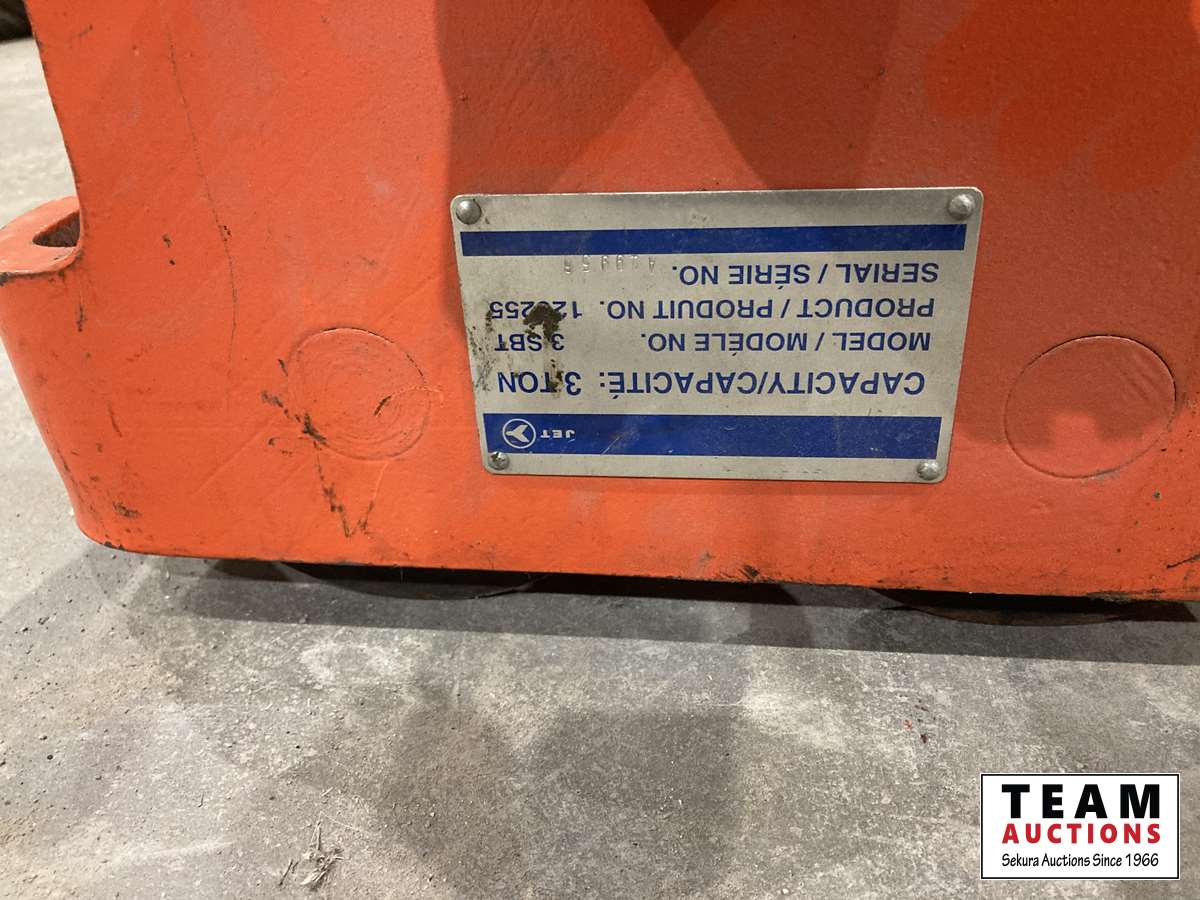 JET
CAPACITY/CAPACITÉ: 3 TON
MODEL / MODELE NO. 3 SBT
PRODUCT / PRODUIT NO.
SERIAL / SÉRIE NO.
TEAM
AUCTIONS
Sekura Auctions Since 1966